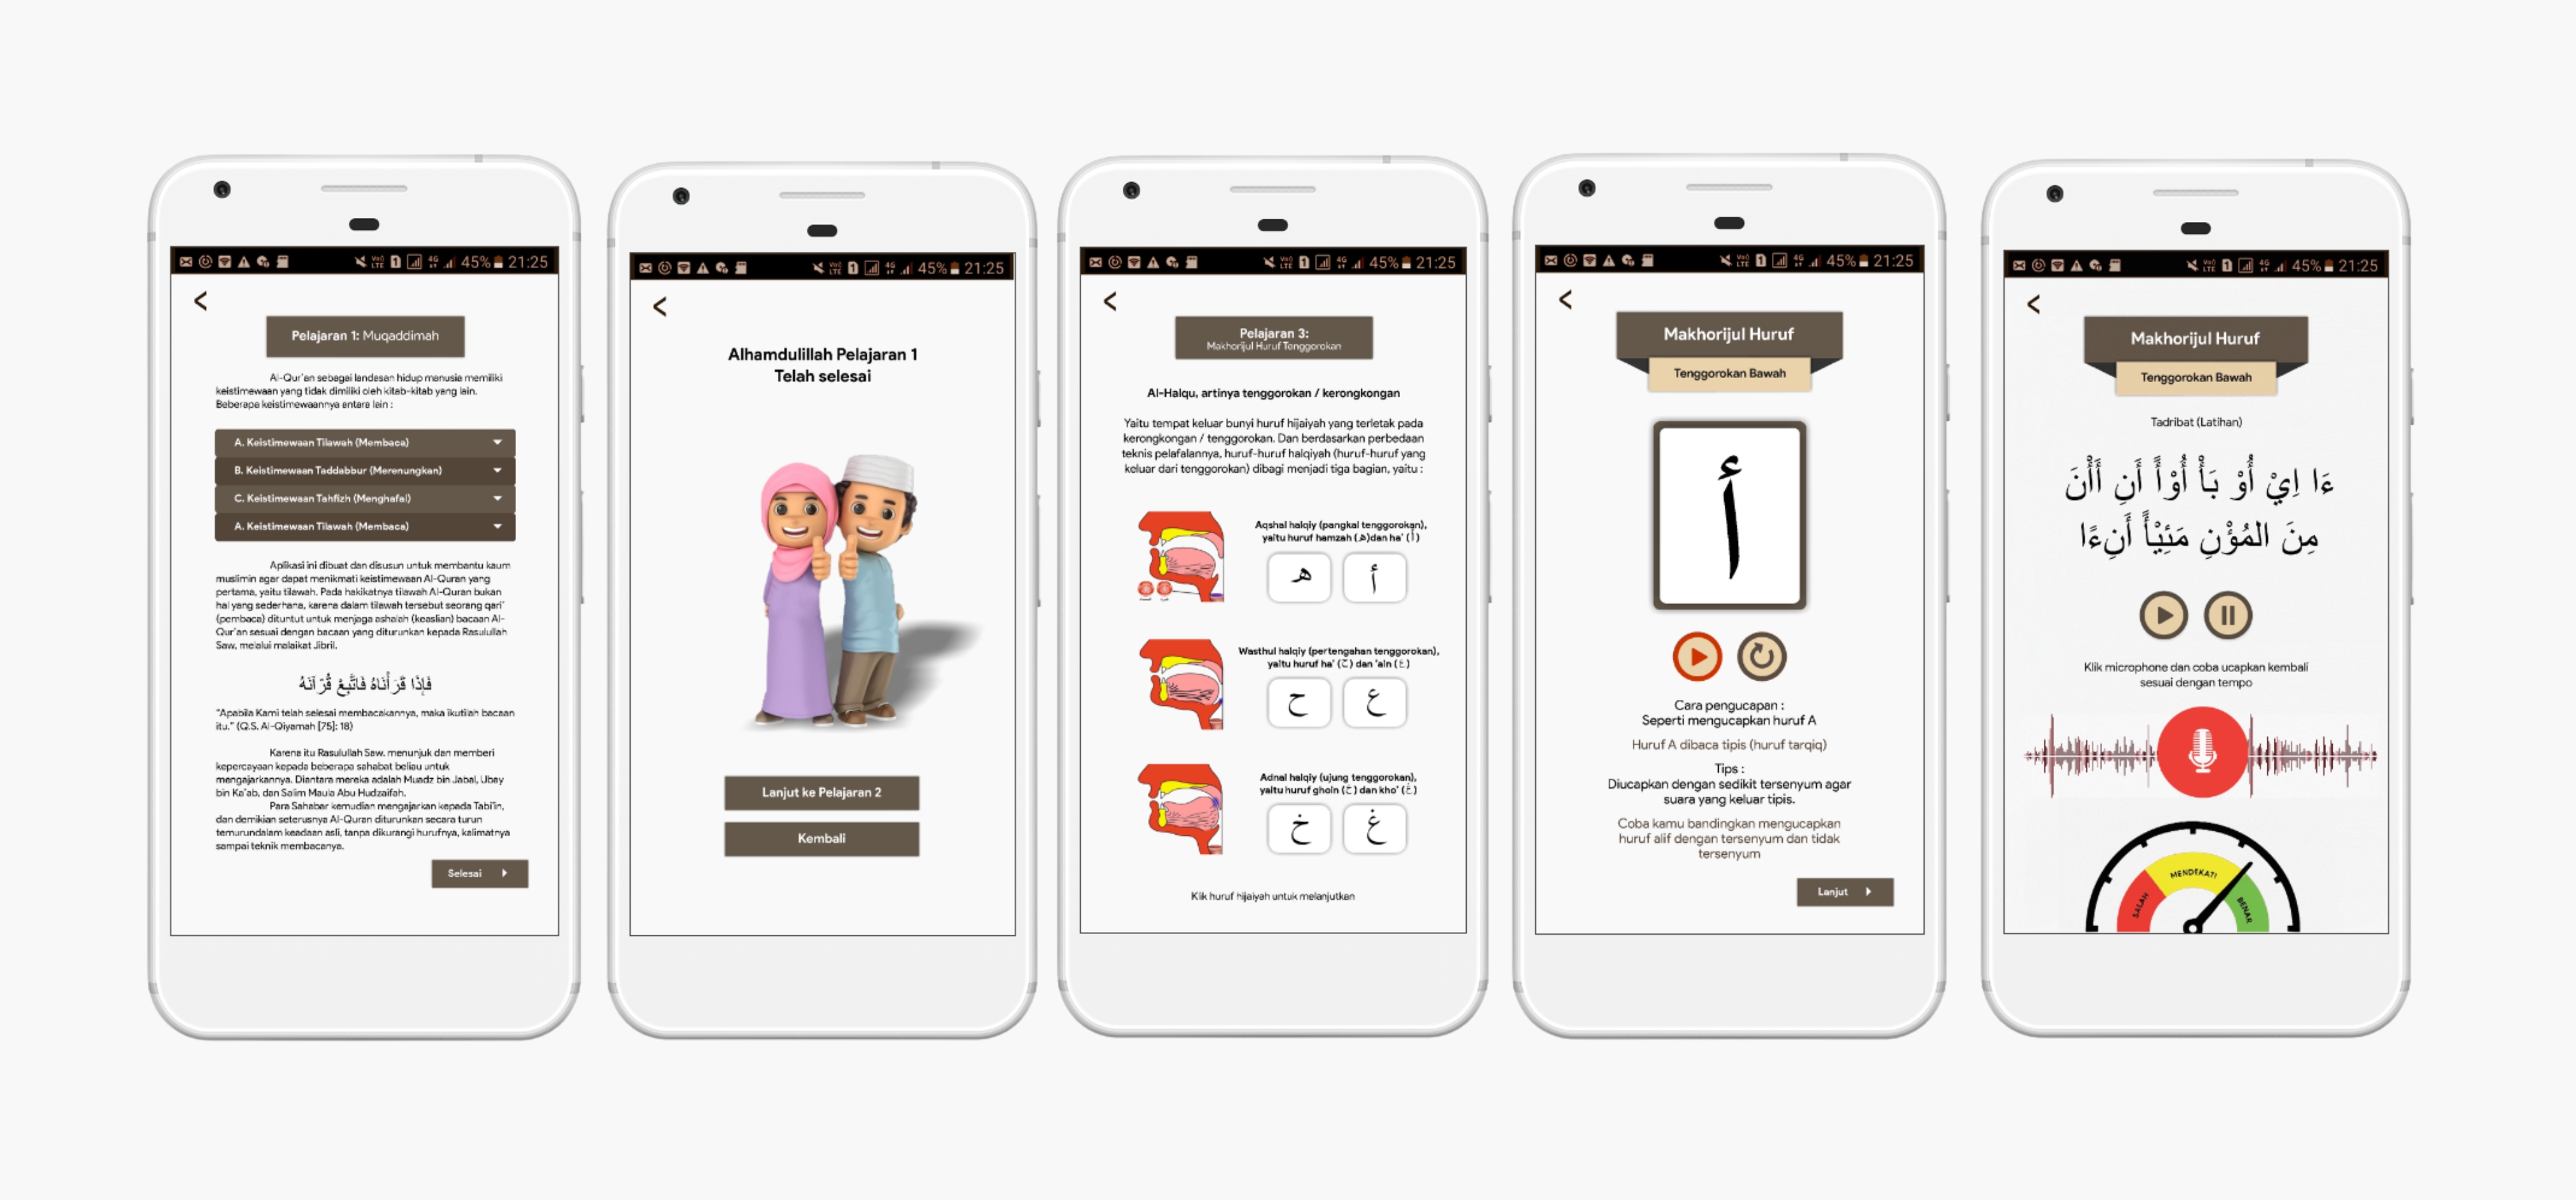 45% 21:25
Pelajaran 1: Muqaddimah
Al-Qur'an sebagai landasan hidup manusia memiliki
keistimewaan yang tidak dimiliki oleh kitab-kitab yang lain.
Beberapa keistimewaannya antara lain :
A. Keistimewaan Tilawah (Membaca)
B. Keistimewaan Taddabbur (Merenungkan)
C. Keistimewaan Tahfizh (Menghafal)
A. Keistimewaan Tilawah (Membaca)
Aplikasi ini dibuat dan disusun untuk membantu kaum
muslimin agar dapat menikmati keistimewaan Al-Quran yang
pertama, yaitu tilawah. Pada hakikatnya tilawah Al-Quran bukan
hal yang sederhana, karena dalam tilawah tersebut seorang qari'
(pembaca) dituntut untuk menjaga ashalah (keaslian) bacaan Al-
Qur'an sesuai dengan bacaan yang diturunkan kepada Rasulullah
Saw, melalui malaikat Jibril.
فَإِذَا قَرَأْنَاهُ فَاتَّبِعْ قُرْآنَهُ
"Apabila Kami telah selesai membacakannya, maka ikutilah bacaan
itu." (Q.S. Al-Qiyamah [75]: 18)
Karena itu Rasulullah Saw. menunjuk dan memberi
kepercayaan kepada beberapa sahabat beliau untuk
mengajarkannya. Diantara mereka adalah Muadz bin Jabal, Ubay
bin Ka'ab, dan Salim Maula Abu Hudzaifah.
Para Sahabar kemudian mengajarkan kepada Tabi'in,
dan demikian seterusnya Al-Quran diturunkan secara turun
temurundalam keadaan asli, tanpa dikurangi hurufnya, kalimatnya
sampai teknik membacanya.
Selesai
45% 21:25
Alhamdulillah Pelajaran 1
Telah selesai
Lanjut ke Pelajaran 2
Kembali
45% 21:25
Pelajaran 3:
Makhorijul Huruf Tenggorokan
Al-Halqu, artinya tenggorokan / kerongkongan
Yaitu tempat keluar bunyi huruf hijaiyah yang terletak pada
kerongkongan / tenggorokan. Dan berdasarkan perbedaan
teknis pelafalannya, huruf-huruf halqiyah (huruf-huruf yang
keluar dari tenggorokan) dibagi menjadi tiga bagian, yaitu :
Aqshal halqiy (pangkal tenggorokan),
yaitu huruf hamzah (ه)dan ha' (أ)
ه أ
Wasthul halqiy (pertengahan tenggorokan),
yaitu huruf ha' (ح) dan 'ain (ع)
ح ع
Adnal halqiy (ujung tenggorokan),
yaitu huruf ghoin (خ) dan kho' (غ)
خ غ
Klik huruf hijaiyah untuk melanjutkan
45% 21:25
Makhorijul Huruf
Tenggorokan Bawah
أ
Cara pengucapan :
Seperti mengucapkan huruf A
Huruf A dibaca tipis (huruf tarqiq)
Tips :
Diucapkan dengan sedikit tersenyum agar
suara yang keluar tipis.
Coba kamu bandingkan mengucapkan
huruf alif dengan tersenyum dan tidak
tersenyum
Lanjut
45% 21:25
Makhorijul Huruf
Tenggorokan Bawah
Tadribat (Latihan)
ءَا اِيْ أُوْ بَأْ أُوْأً أَنِ أَأْنَ
مِنَ المُؤْنِ مَئِيْأً أَنِءًا
Klik microphone dan coba ucapkan kembali
sesuai dengan tempo
SALAH MENDEKATI BENAR